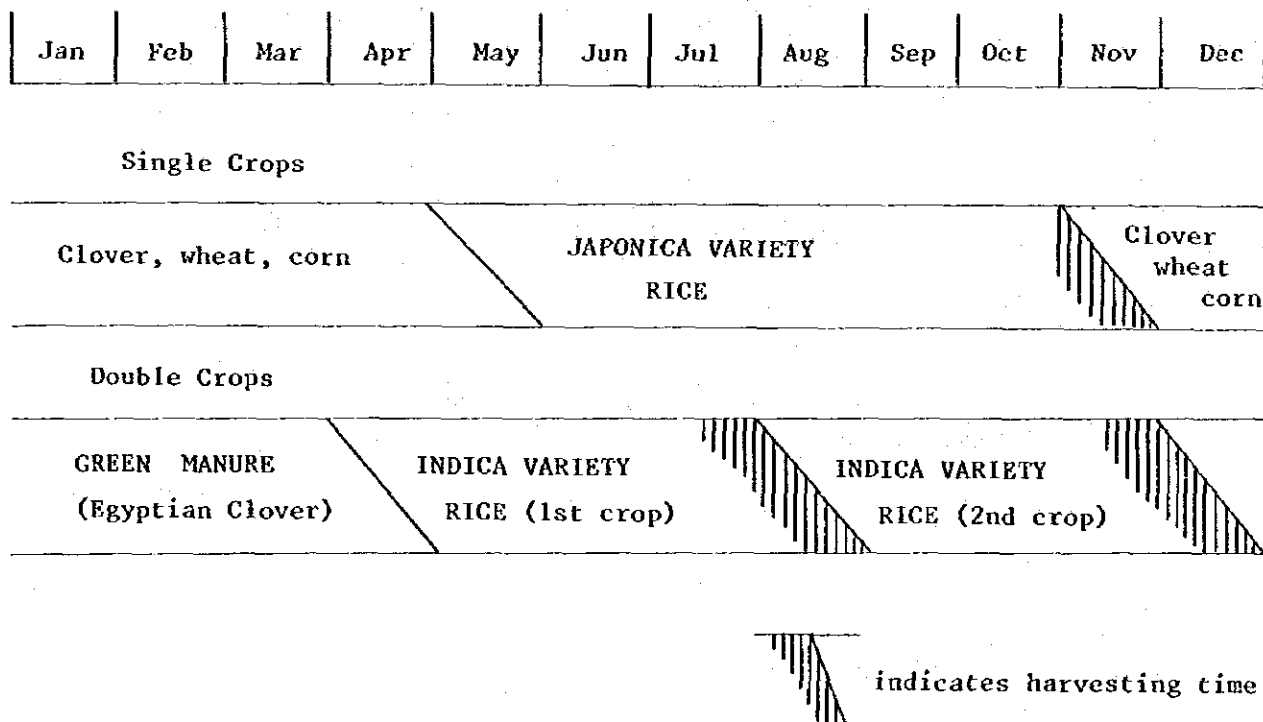 Jan Feb Mar Apr May Jun Jul Aug Sep Oct Nov Dec
Single Crops
Clover, wheat, corn
JAPONICA VARIETY
RICE
Clover
wheat
corn
Double Crops
GREEN MANURE
(Egyptian Clover)
INDICA VARIETY
RICE (1st crop)
INDICA VARIETY
RICE (2nd crop)
indicates harvesting time